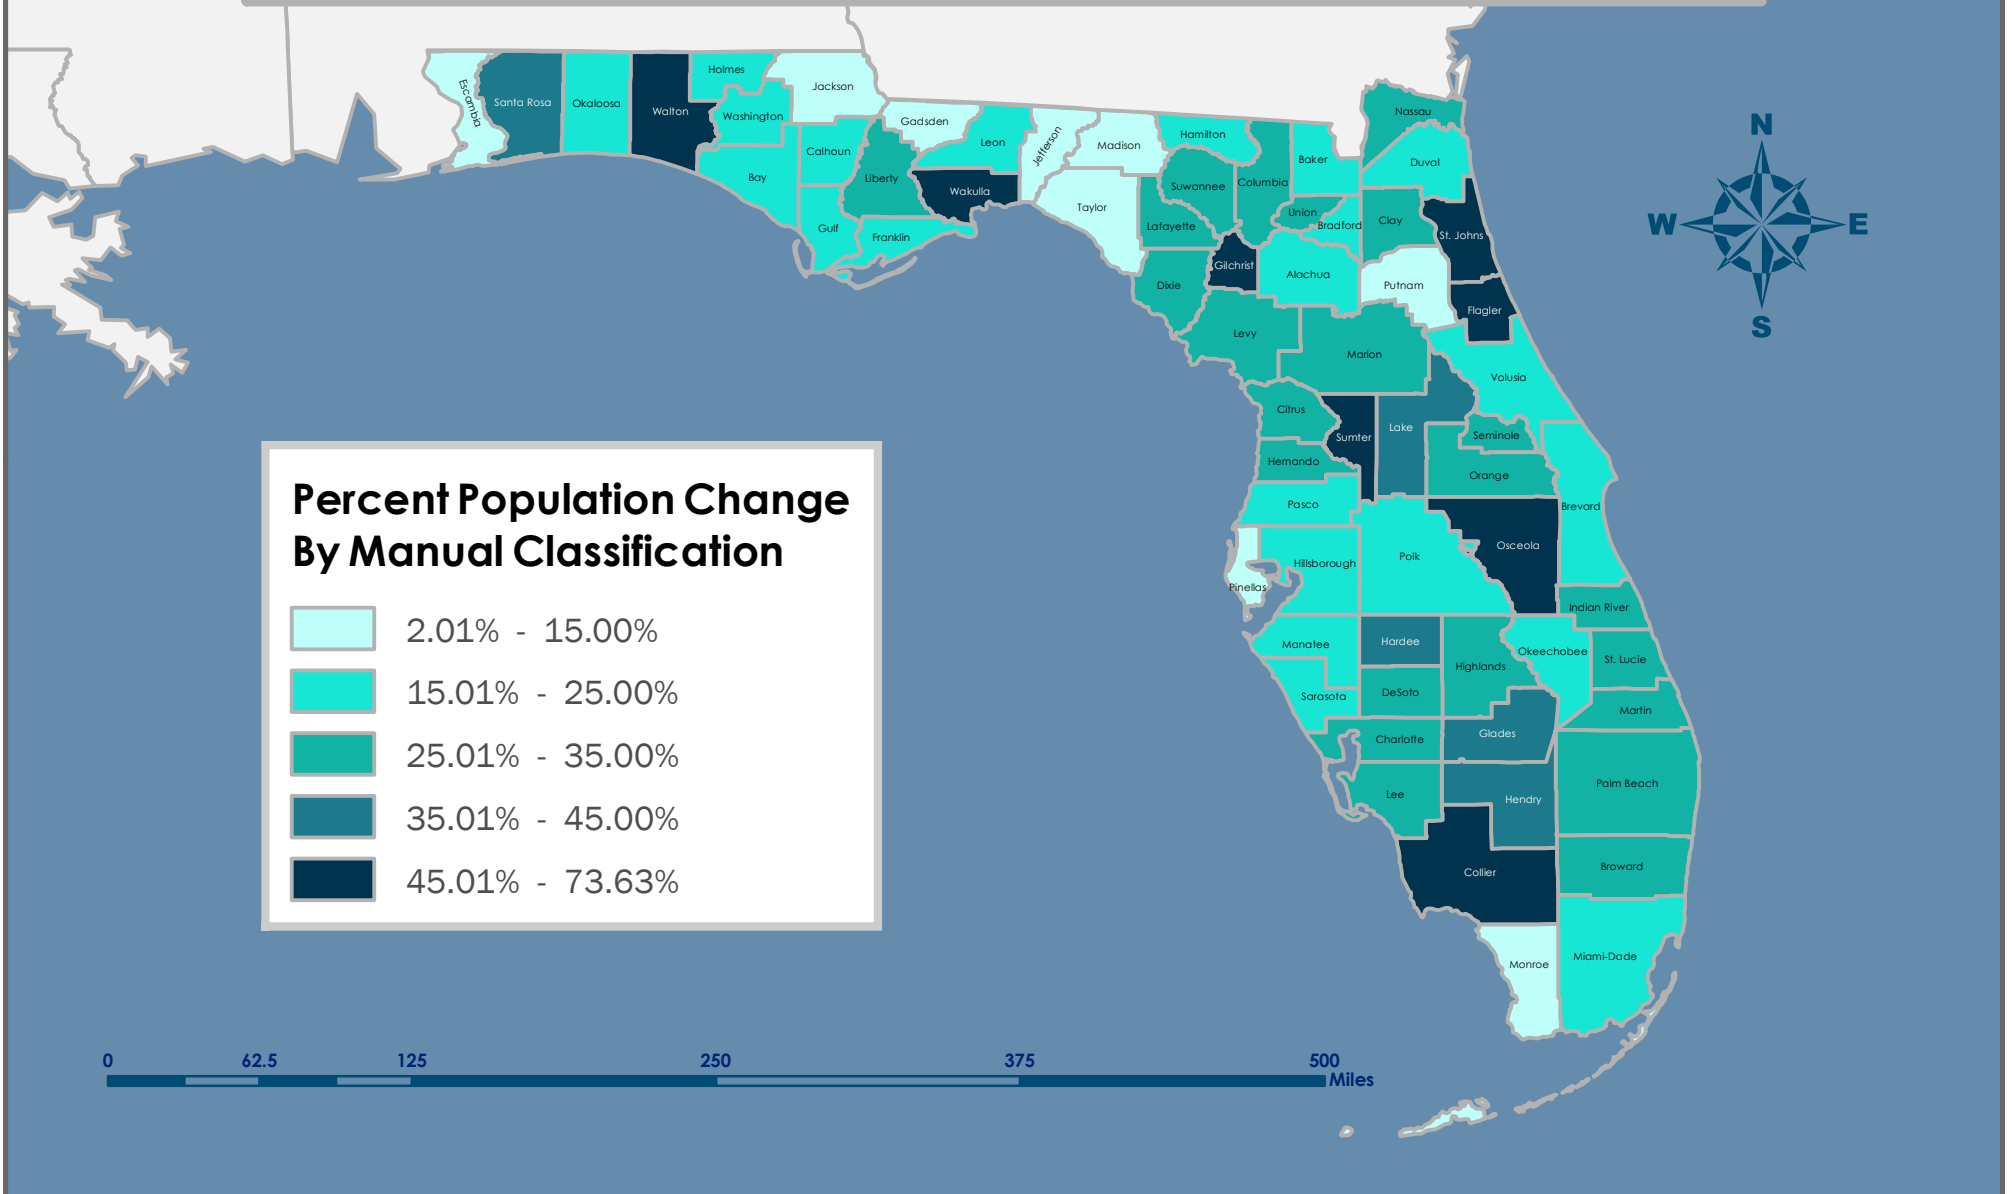 Escambia
Santa Rosa
Okaloosa
Walton
Holmes
Washington
Jackson
Bay
Calhoun
Gulf
Liberty
Franklin
Gadsden
Leon
Wakulla
Jefferson
Madison
Taylor
Hamilton
Suwannee
Lafayette
Dixie
Columbia
Gilchrist
Levy
Baker
Union
Bradford
Alachua
Nassau
Duval
Clay
St. Johns
Putnam
Flagler
Marion
Volusia
Citrus
Sumter
Lake
Seminole
Hernando
Orange
Pasco
Brevard
Osceola
Polk
Hillsborough
Pinellas
Indian River
Manatee
Hardee
Highlands
Okeechobee
St. Lucie
Sarasota
DeSoto
Martin
Charlotte
Glades
Lee
Hendry
Palm Beach
Collier
Broward
Monroe
Miami-Dade
N
W
E
S
Percent Population Change
By Manual Classification
2.01% - 15.00%
15.01% - 25.00%
25.01% - 35.00%
35.01% - 45.00%
45.01% - 73.63%
0 62.5 125 250 375 500
Miles